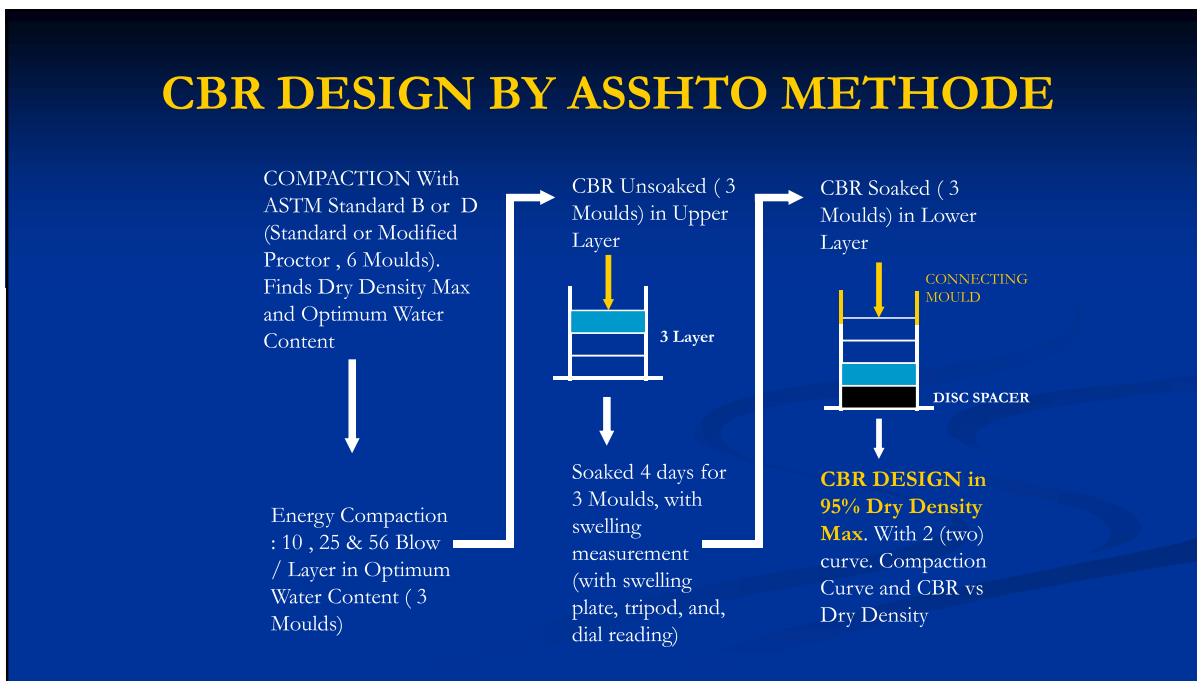 CBR DESIGN BY ASSHTO METHODE
COMPACTION With
ASTM Standard B or D
(Standard or Modified
Proctor , 6 Moulds).
Finds Dry Density Max
and Optimum Water
Content
Energy Compaction
: 10 , 25 & 56 Blow
/ Layer in Optimum
Water Content ( 3
Moulds)
CBR Unsoaked ( 3
Moulds) in Upper
Layer
3 Layer
Soaked 4 days for
3 Moulds, with
swelling
measurement
(with swelling
plate, tripod, and,
dial reading)
CBR Soaked ( 3
Moulds) in Lower
Layer
CONNECTING
MOULD
DISC SPACER
CBR DESIGN in
95% Dry Density
Max. With 2 (two)
curve. Compaction
Curve and CBR vs
Dry Density